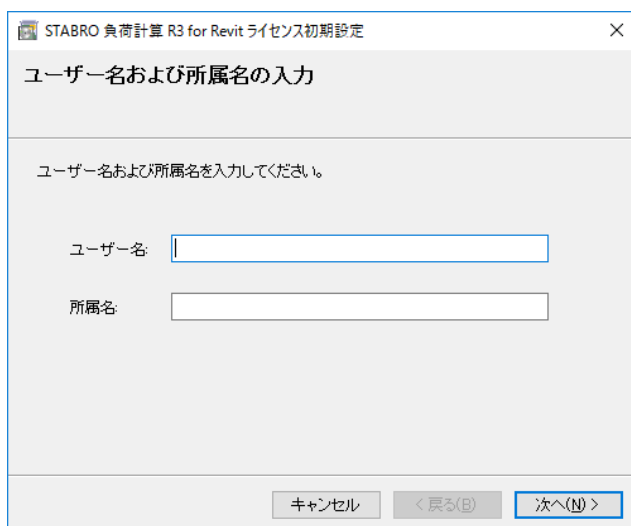 STABRO 負荷計算 R3 for Revit ライセンス初期設定
ユーザー名および所属名の入力
ユーザー名および所属名を入力してください。
ユーザー名:
所属名:
キャンセル < 戻る(B) 次へ(N) >